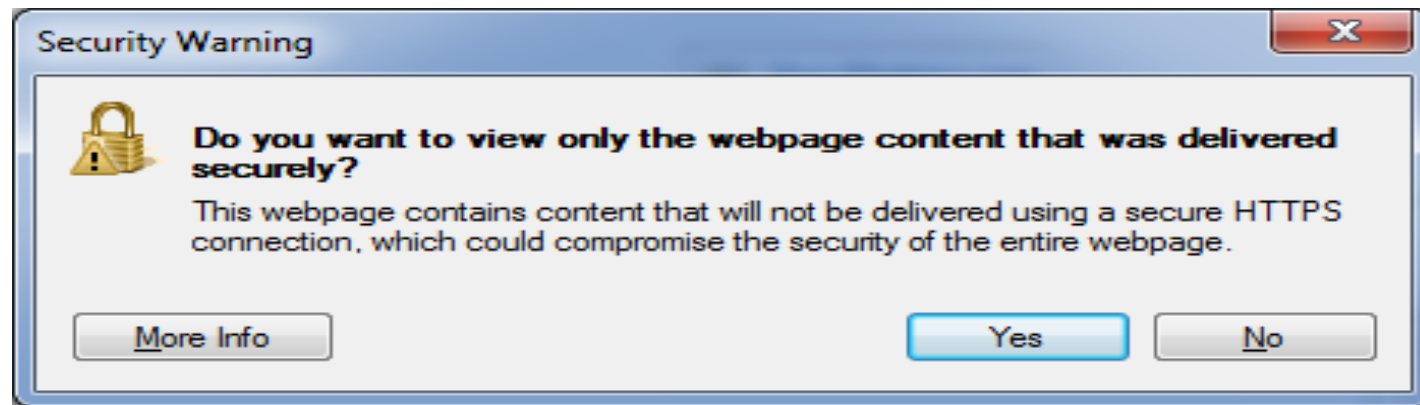 Security Warning
Do you want to view only the webpage content that was delivered
securely?
This webpage contains content that will not be delivered using a secure HTTPS
connection, which could compromise the security of the entire webpage.
More Info
Yes
No